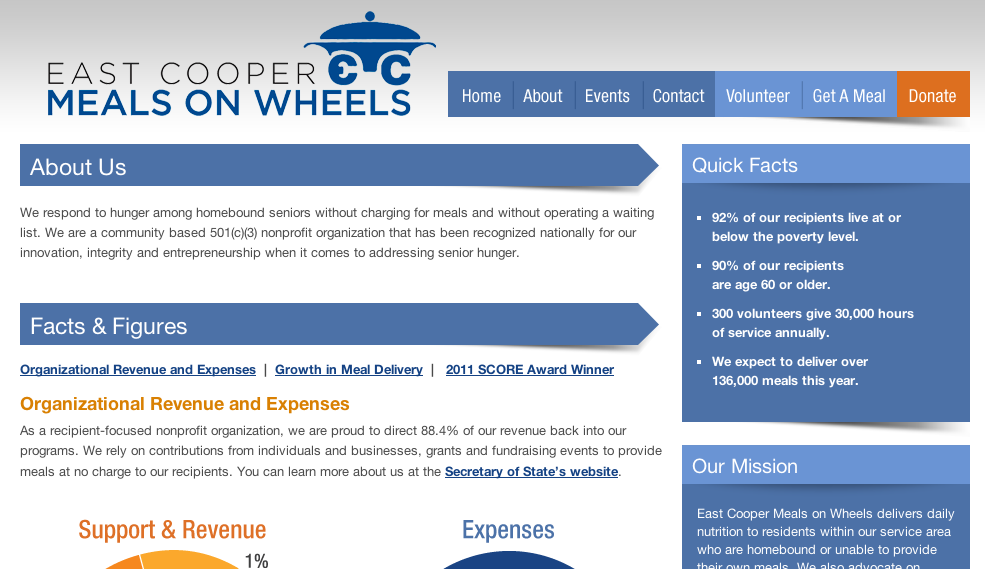 EAST COOPER
MEALS ON WHEELS
Home About Events Contact Volunteer Get A Meal Donate
About Us
We respond to hunger among homebound seniors without charging for meals and without operating a waiting
list. We are a community based 501(c)(3) nonprofit organization that has been recognized nationally for our
innovation, integrity and entrepreneurship when it comes to addressing senior hunger.
Facts & Figures
Organizational Revenue and Expenses | Growth in Meal Delivery | 2011 SCORE Award Winner
Organizational Revenue and Expenses
As a recipient-focused nonprofit organization, we are proud to direct 88.4% of our revenue back into our
programs. We rely on contributions from individuals and businesses, grants and fundraising events to provide
meals at no charge to our recipients. You can learn more about us at the Secretary of State's website.
Support & Revenue
1%
Expenses
Quick Facts
92% of our recipients live at or
below the poverty level.
90% of our recipients
are age 60 or older.
300 volunteers give 30,000 hours
of service annually.
We expect to deliver over
136,000 meals this year.
Our Mission
East Cooper Meals on Wheels delivers daily
nutrition to residents within our service area
who are homebound or unable to provide
their own meals. We also advocate on